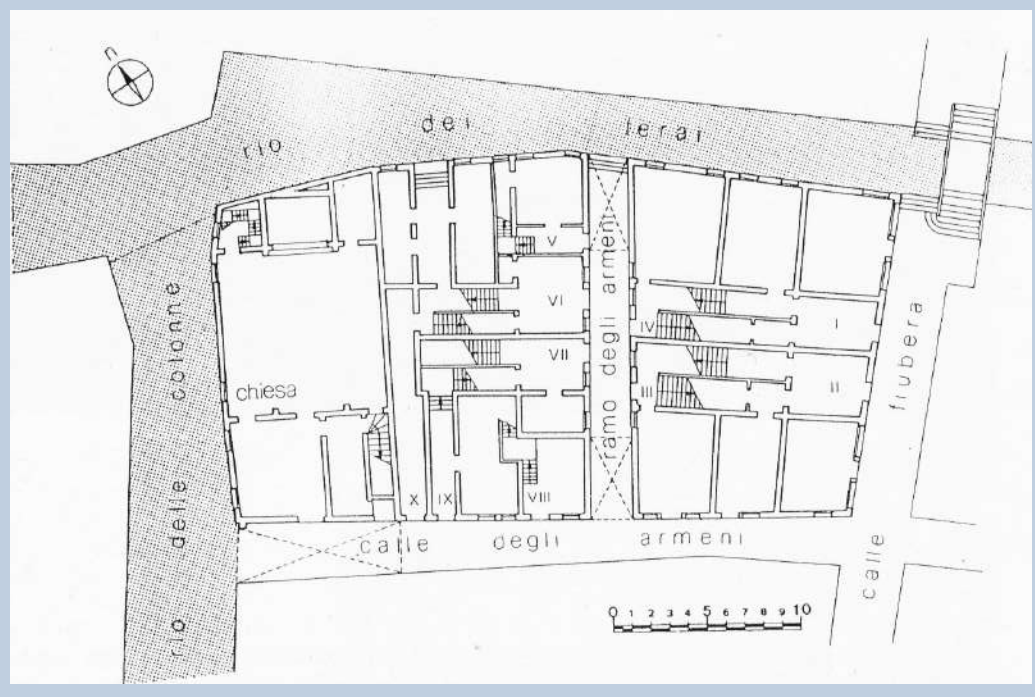 n
rio dei ferai
rio delle colonne
chiesa
V
VI
VII
VIII
IX
X
ramo degli armeni
IV
III
I
II
calle fiubera
calle degli armeni
0 1 2 3 4 5 6 7 8 9 10